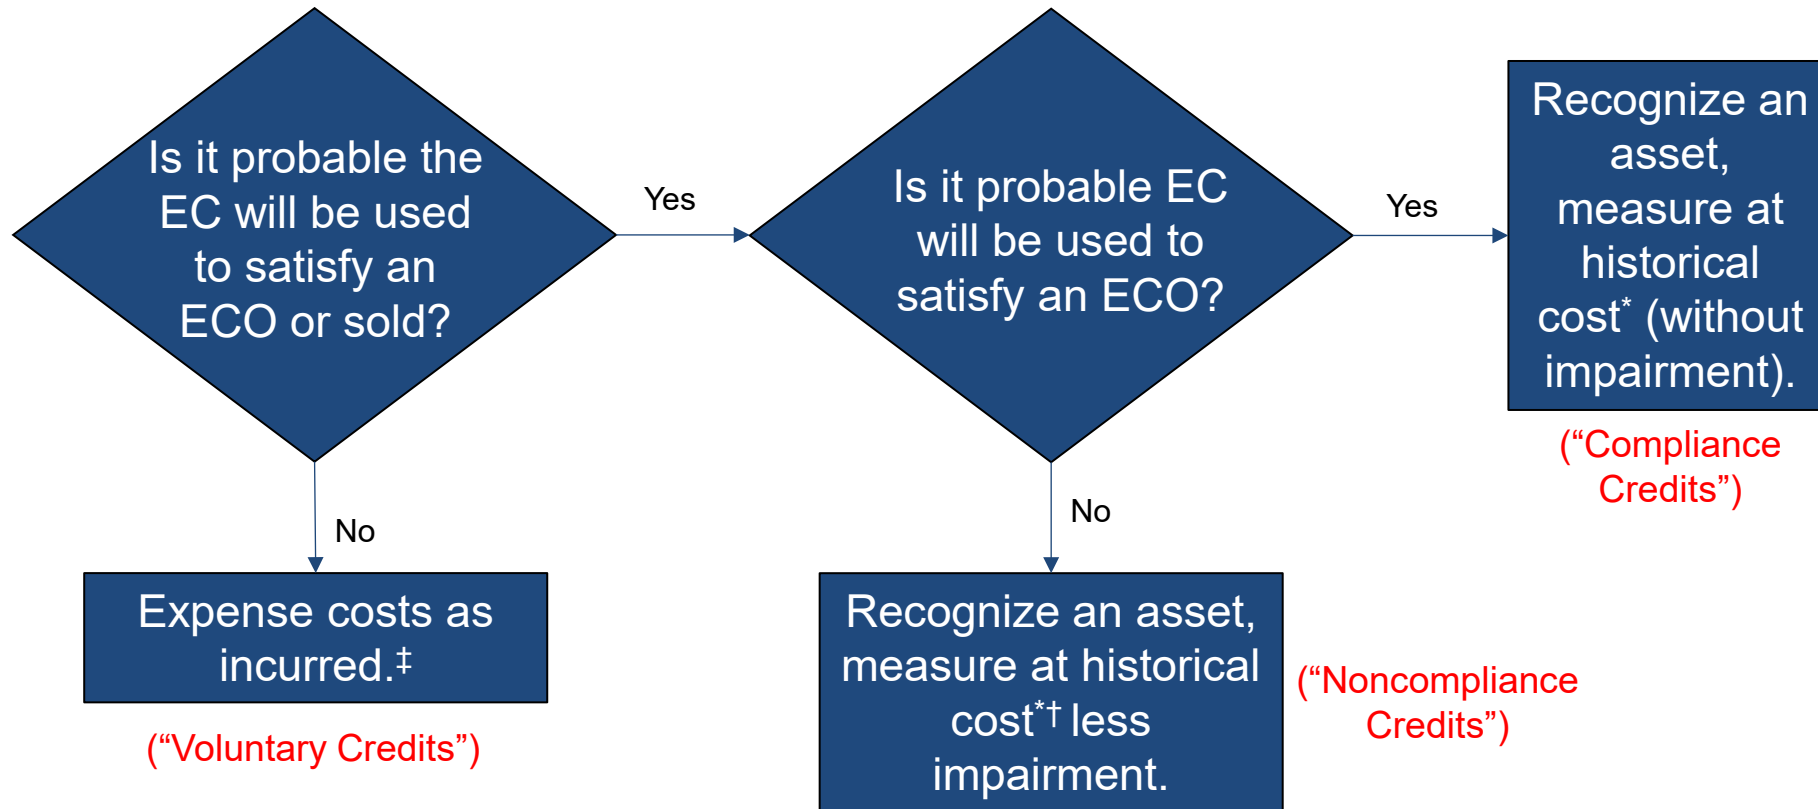 Is it probable the
EC will be used
to satisfy an
ECO or sold?
Yes
Is it probable EC
will be used to
satisfy an ECO?
Yes
Recognize an
asset,
measure at
historical
cost* (without
impairment).
(“Compliance
Credits”)
No
Expense costs as
incurred.‡
(“Voluntary Credits”)
No
Recognize an asset,
measure at historical
cost*† less
impairment.
(“Noncompliance
Credits”)